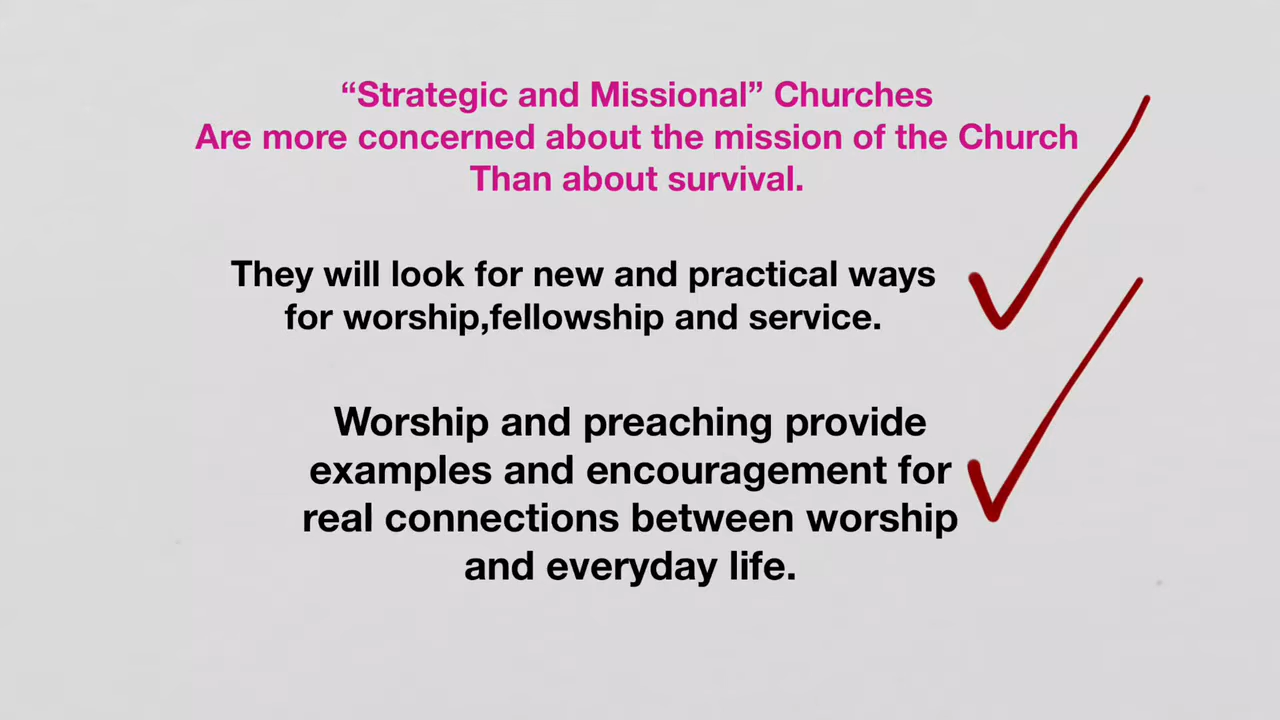 “Strategic and Missional” Churches
Are more concerned about the mission of the Church
Than about survival.
They will look for new and practical ways
for worship,fellowship and service.
Worship and preaching provide
examples and encouragement for
real connections between worship
and everyday life.